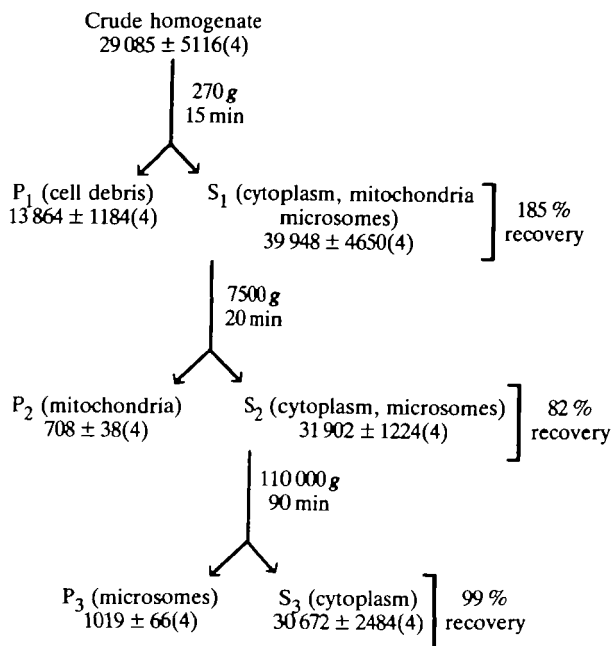 Crude homogenate
29 085 ± 5116(4)
270 g
15 min
P1 (cell debris)
13 864 ± 1184(4)
S1 (cytoplasm, mitochondria
microsomes)
39 948 ± 4650(4)
185 %
recovery
7500 g
20 min
P2 (mitochondria)
708 ± 38(4)
S2 (cytoplasm, microsomes)
31 902 ± 1224(4)
82 %
recovery
110 000 g
90 min
P3 (microsomes)
1019 ± 66(4)
S3 (cytoplasm)
30 672 ± 2484(4)
99 %
recovery